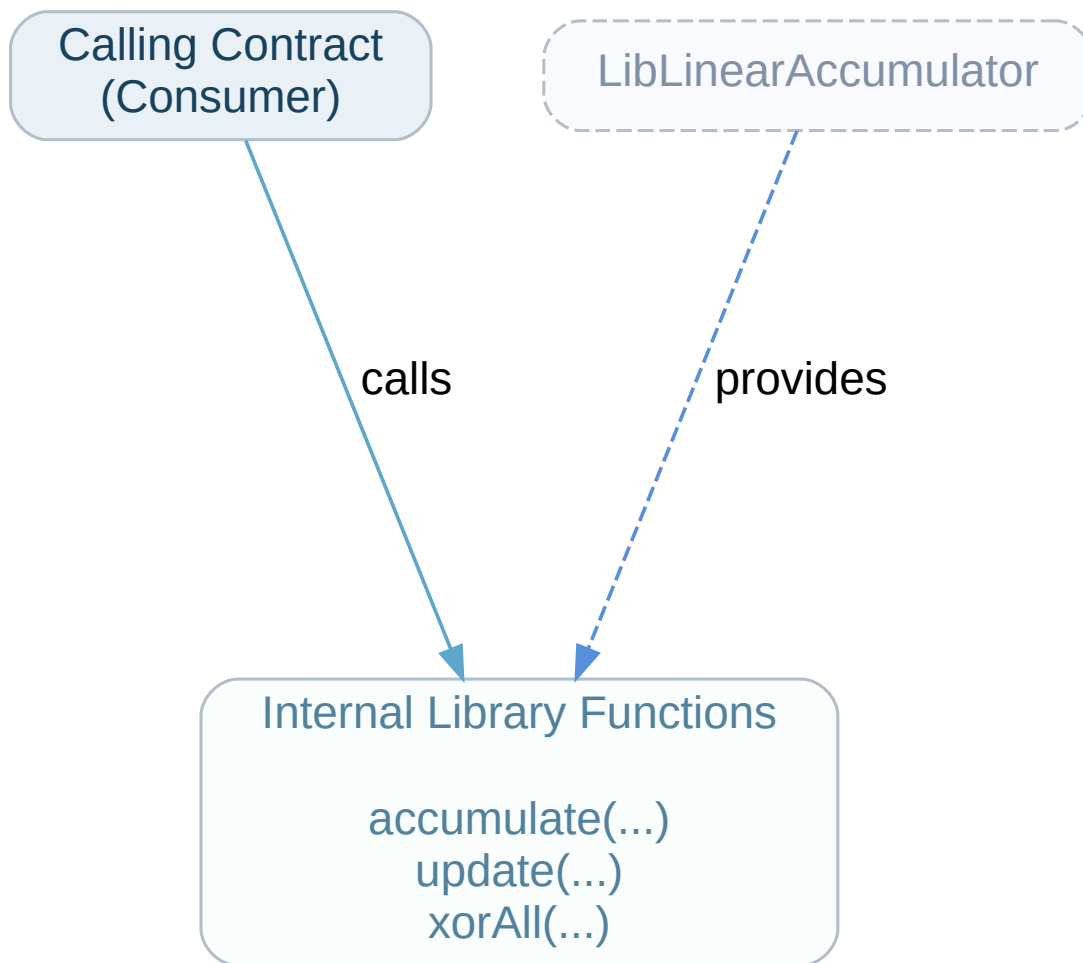 Calling Contract
(Consumer)
LibLinearAccumulator
calls
provides
Internal Library Functions
accumulate(...)
update(...)
xorAll(...)